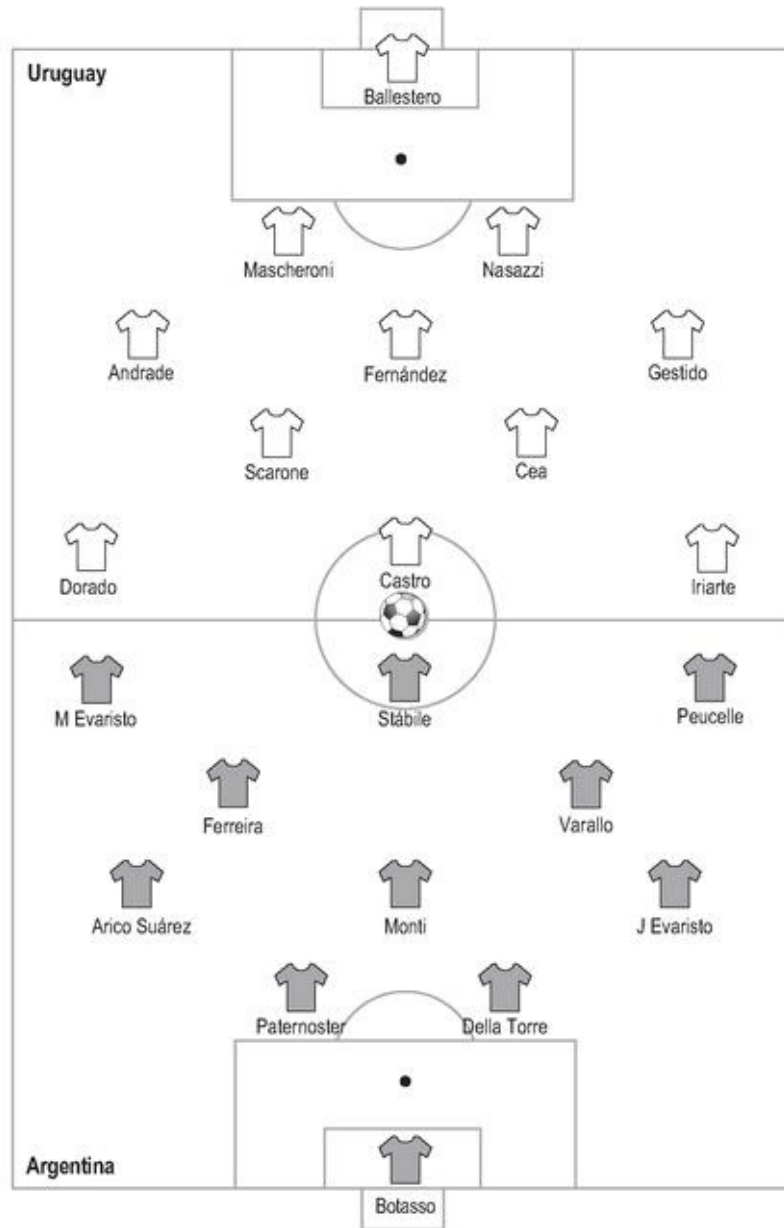 Uruguay
Ballestero
Mascheroni
Nasazzi
Andrade
Fernández
Gestido
Scarone
Cea
Dorado
Castro
Iriarte
M Evaristo
Stábile
Peucelle
Ferreira
Varallo
Arico Suárez
Monti
J Evaristo
Paternoster
Della Torre
Argentina
Botasso